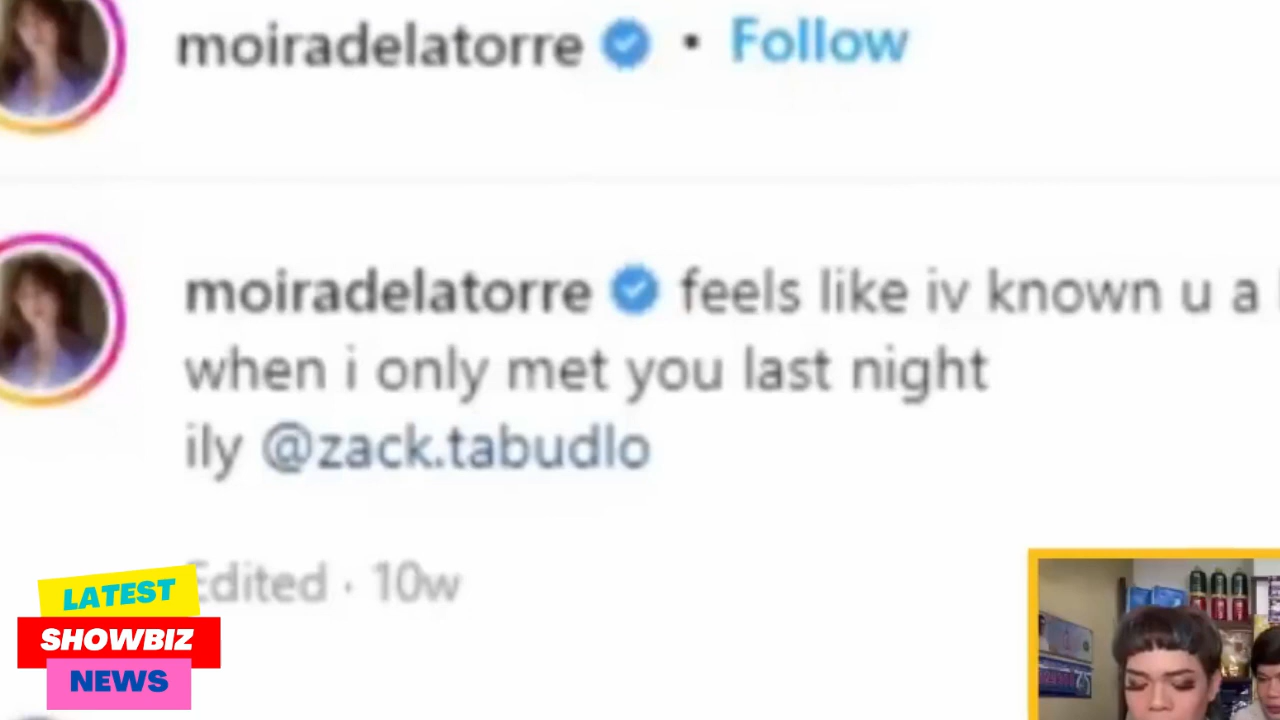 moiradelatorre • Follow
moiradelatorre feels like iv known u a
when i only met you last night
ily @zack.tabudlo
Edited · 10w
LATEST
SHOWBIZ
NEWS